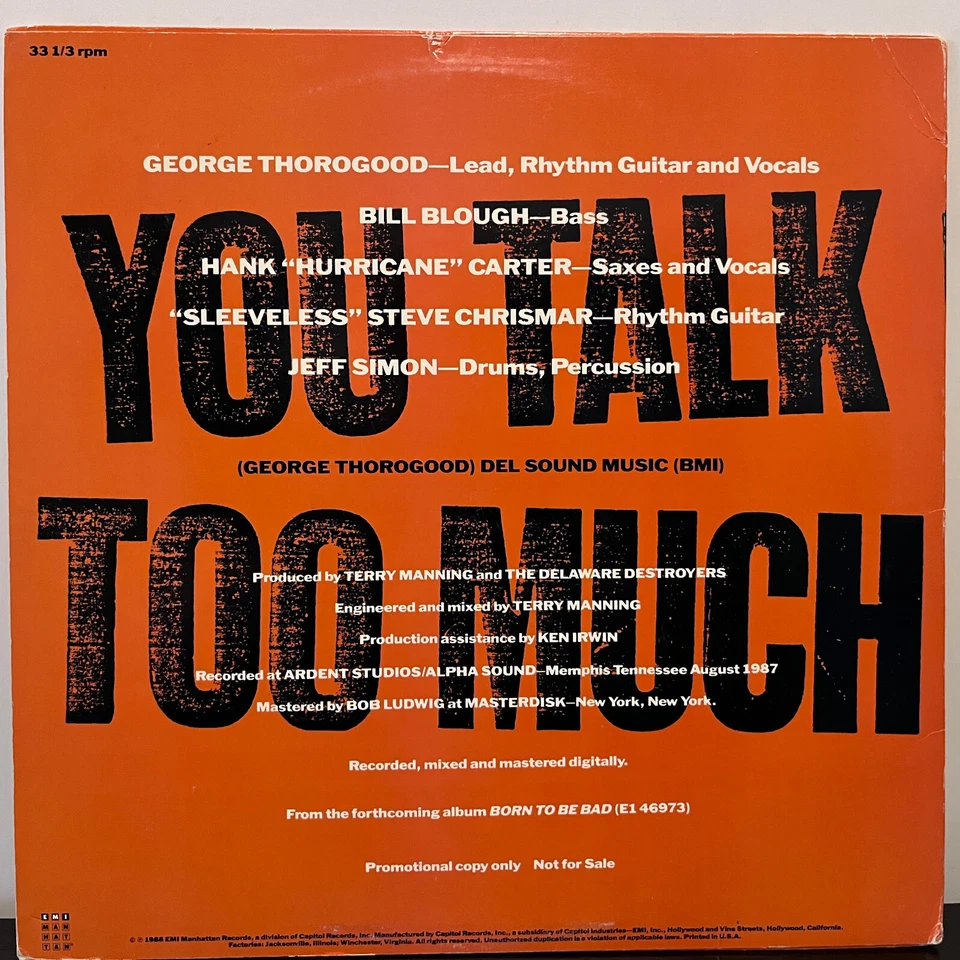 33 1/3 rpm
GEORGE THOROGOOD—Lead, Rhythm Guitar and Vocals
YOU TALK
BILL BLOUGH—Bass
HANK “HURRICANE” CARTER—Saxes and Vocals
“SLEEVELESS” STEVE CHRISMAR—Rhythm Guitar
JEFF SIMON—Drums, Percussion
(GEORGE THOROGOOD) DEL SOUND MUSIC (BMI)
TOO MUCH
Produced by TERRY MANNING and THE DELAWARE DESTROYERS
Engineered and mixed by TERRY MANNING
Production assistance by KEN IRWIN
Recorded at ARDENT STUDIOS/ALPHA SOUND—Memphis Tennessee August 1987
Mastered by BOB LUDWIG at MASTERDISK—New York, New York.
Recorded, mixed and mastered digitally.
From the forthcoming album BORN TO BE BAD (E1 46973)
Promotional copy only Not for Sale
EMI
MAN
HAT
TAN
© ℗ 1988 EMI Manhattan Records, a division of Capitol Records, Inc. Manufactured by Capitol Records, Inc., a subsidiary of Capitol Industries—EMI, Inc., Hollywood and Vine Streets, Hollywood, California.
Factories: Jacksonville, Illinois; Winchester, Virginia. All rights reserved. Unauthorized duplication is a violation of applicable laws. Printed in U.S.A.